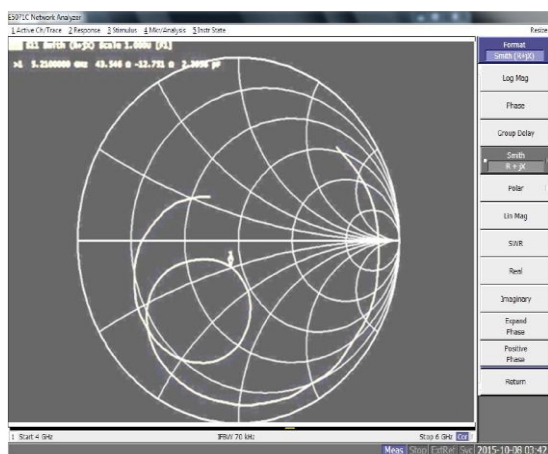 E5071C Network Analyzer
1 Active Ch/Trace 2 Response 3 Stimulus 4 Mkr/Analysis 5 Instr State
Resize
S11 Smith (R+jX) Scale 1.000U [F1]
>1 5.2100000 GHz 43.546 Ω -12.731 Ω
1
Format
Smith (R+jX)
Log Mag
Phase
Group Delay
Smith
R + jX
Polar
Lin Mag
SWR
Real
Imaginary
Expand
Phase
Positive
Phase
Return
1 Start 4 GHz IFBW 70 kHz Stop 6 GHz Cor
Meas Stop ExtRef Svc 2015-10-08 03:42